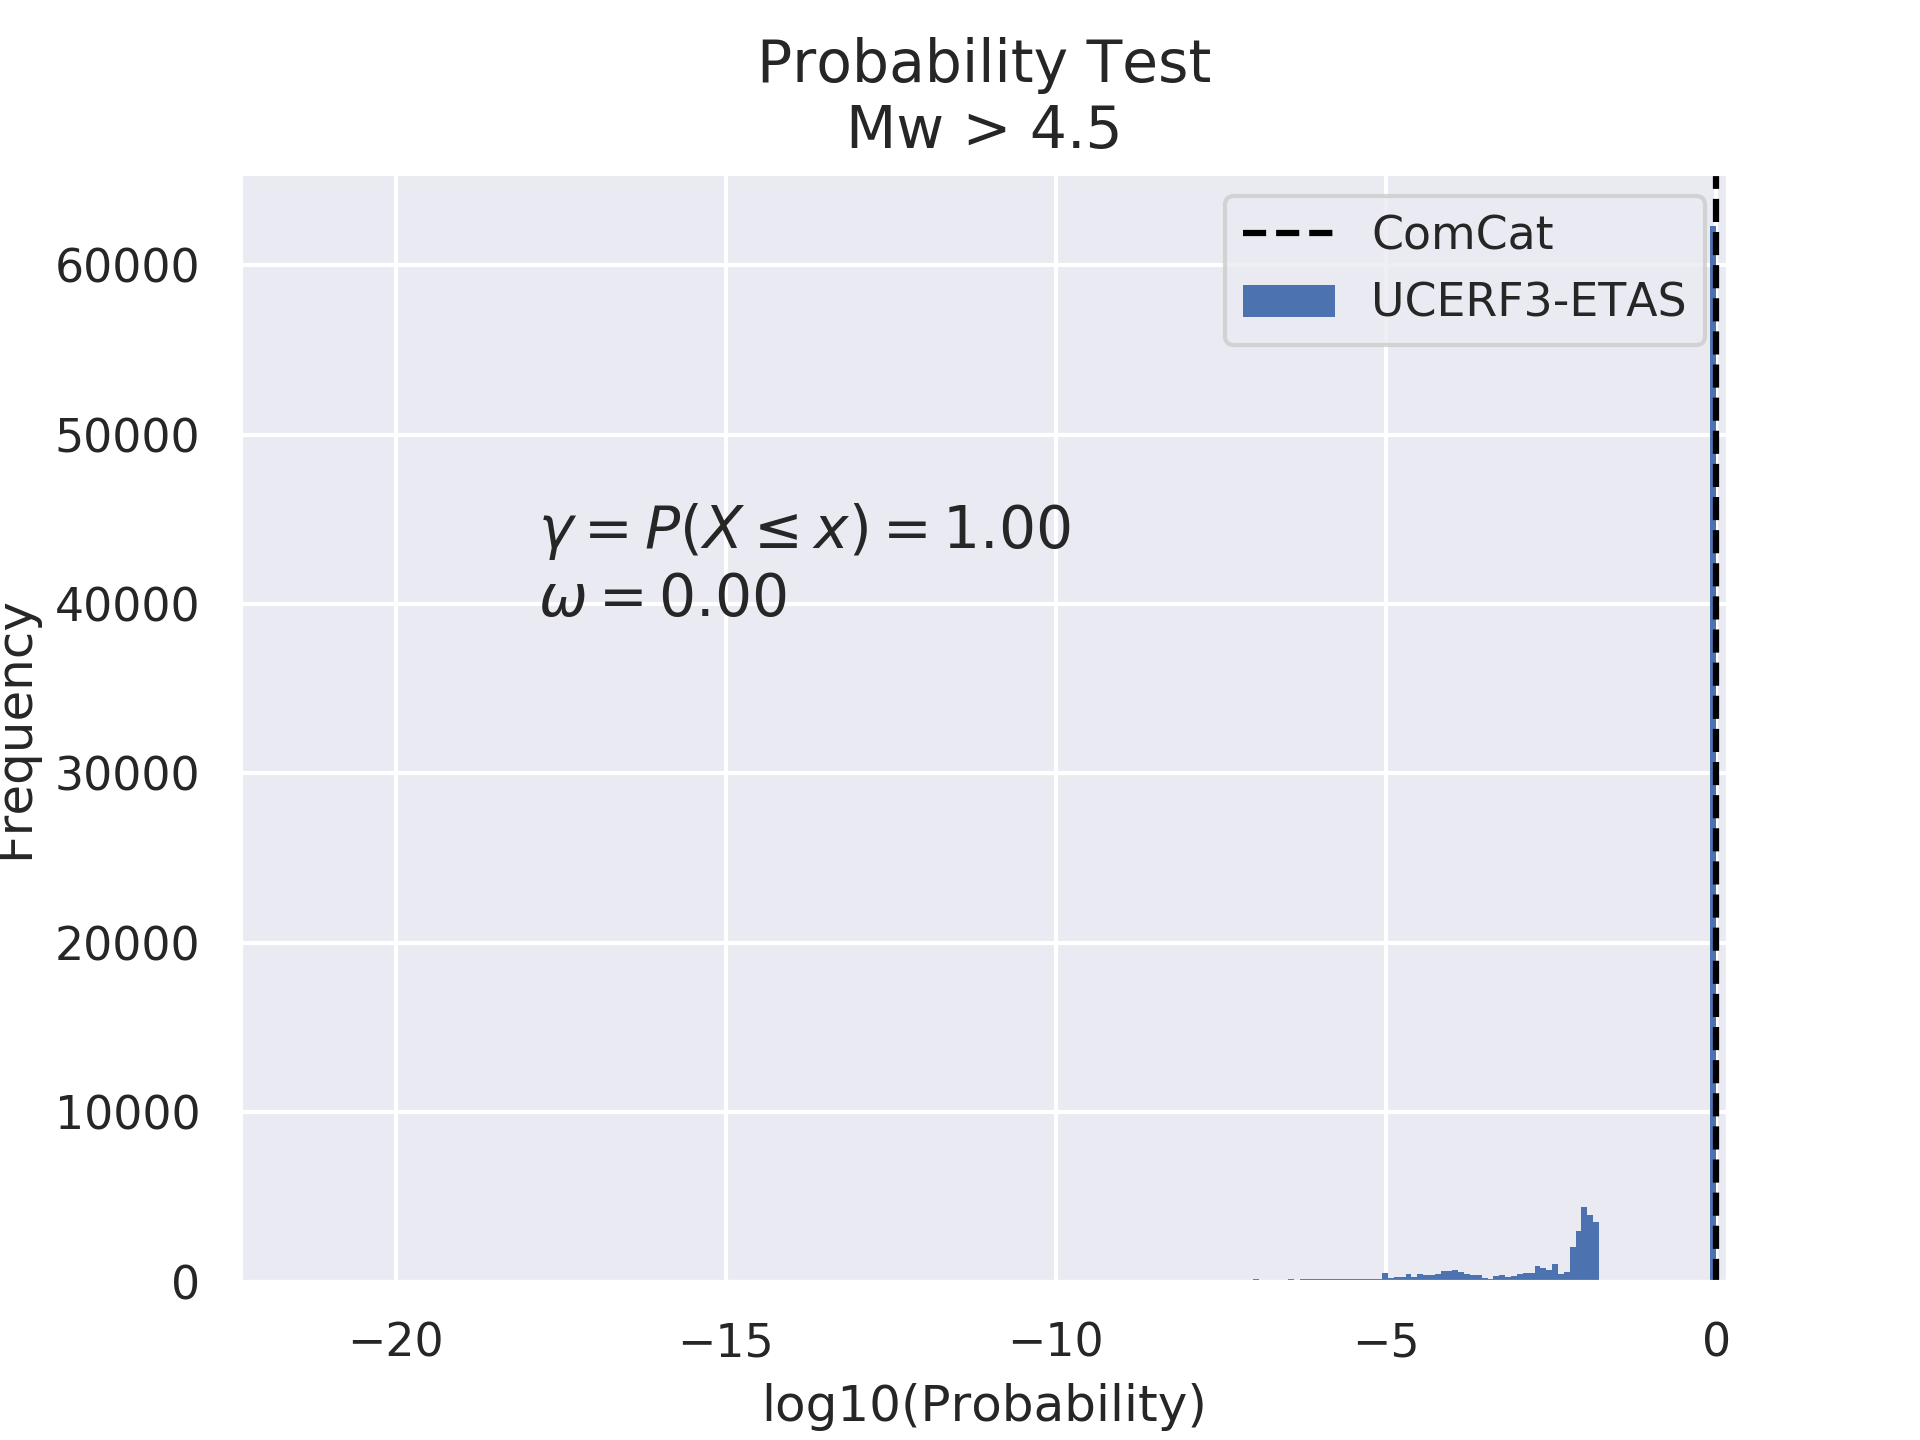 Probability Test
Mw > 4.5
ComCat
UCERF3-ETAS
γ = P(X ≤ x) = 1.00
ω = 0.00
Frequency
60000
50000
40000
30000
20000
10000
0
−20 −15 −10 −5 0
log10(Probability)